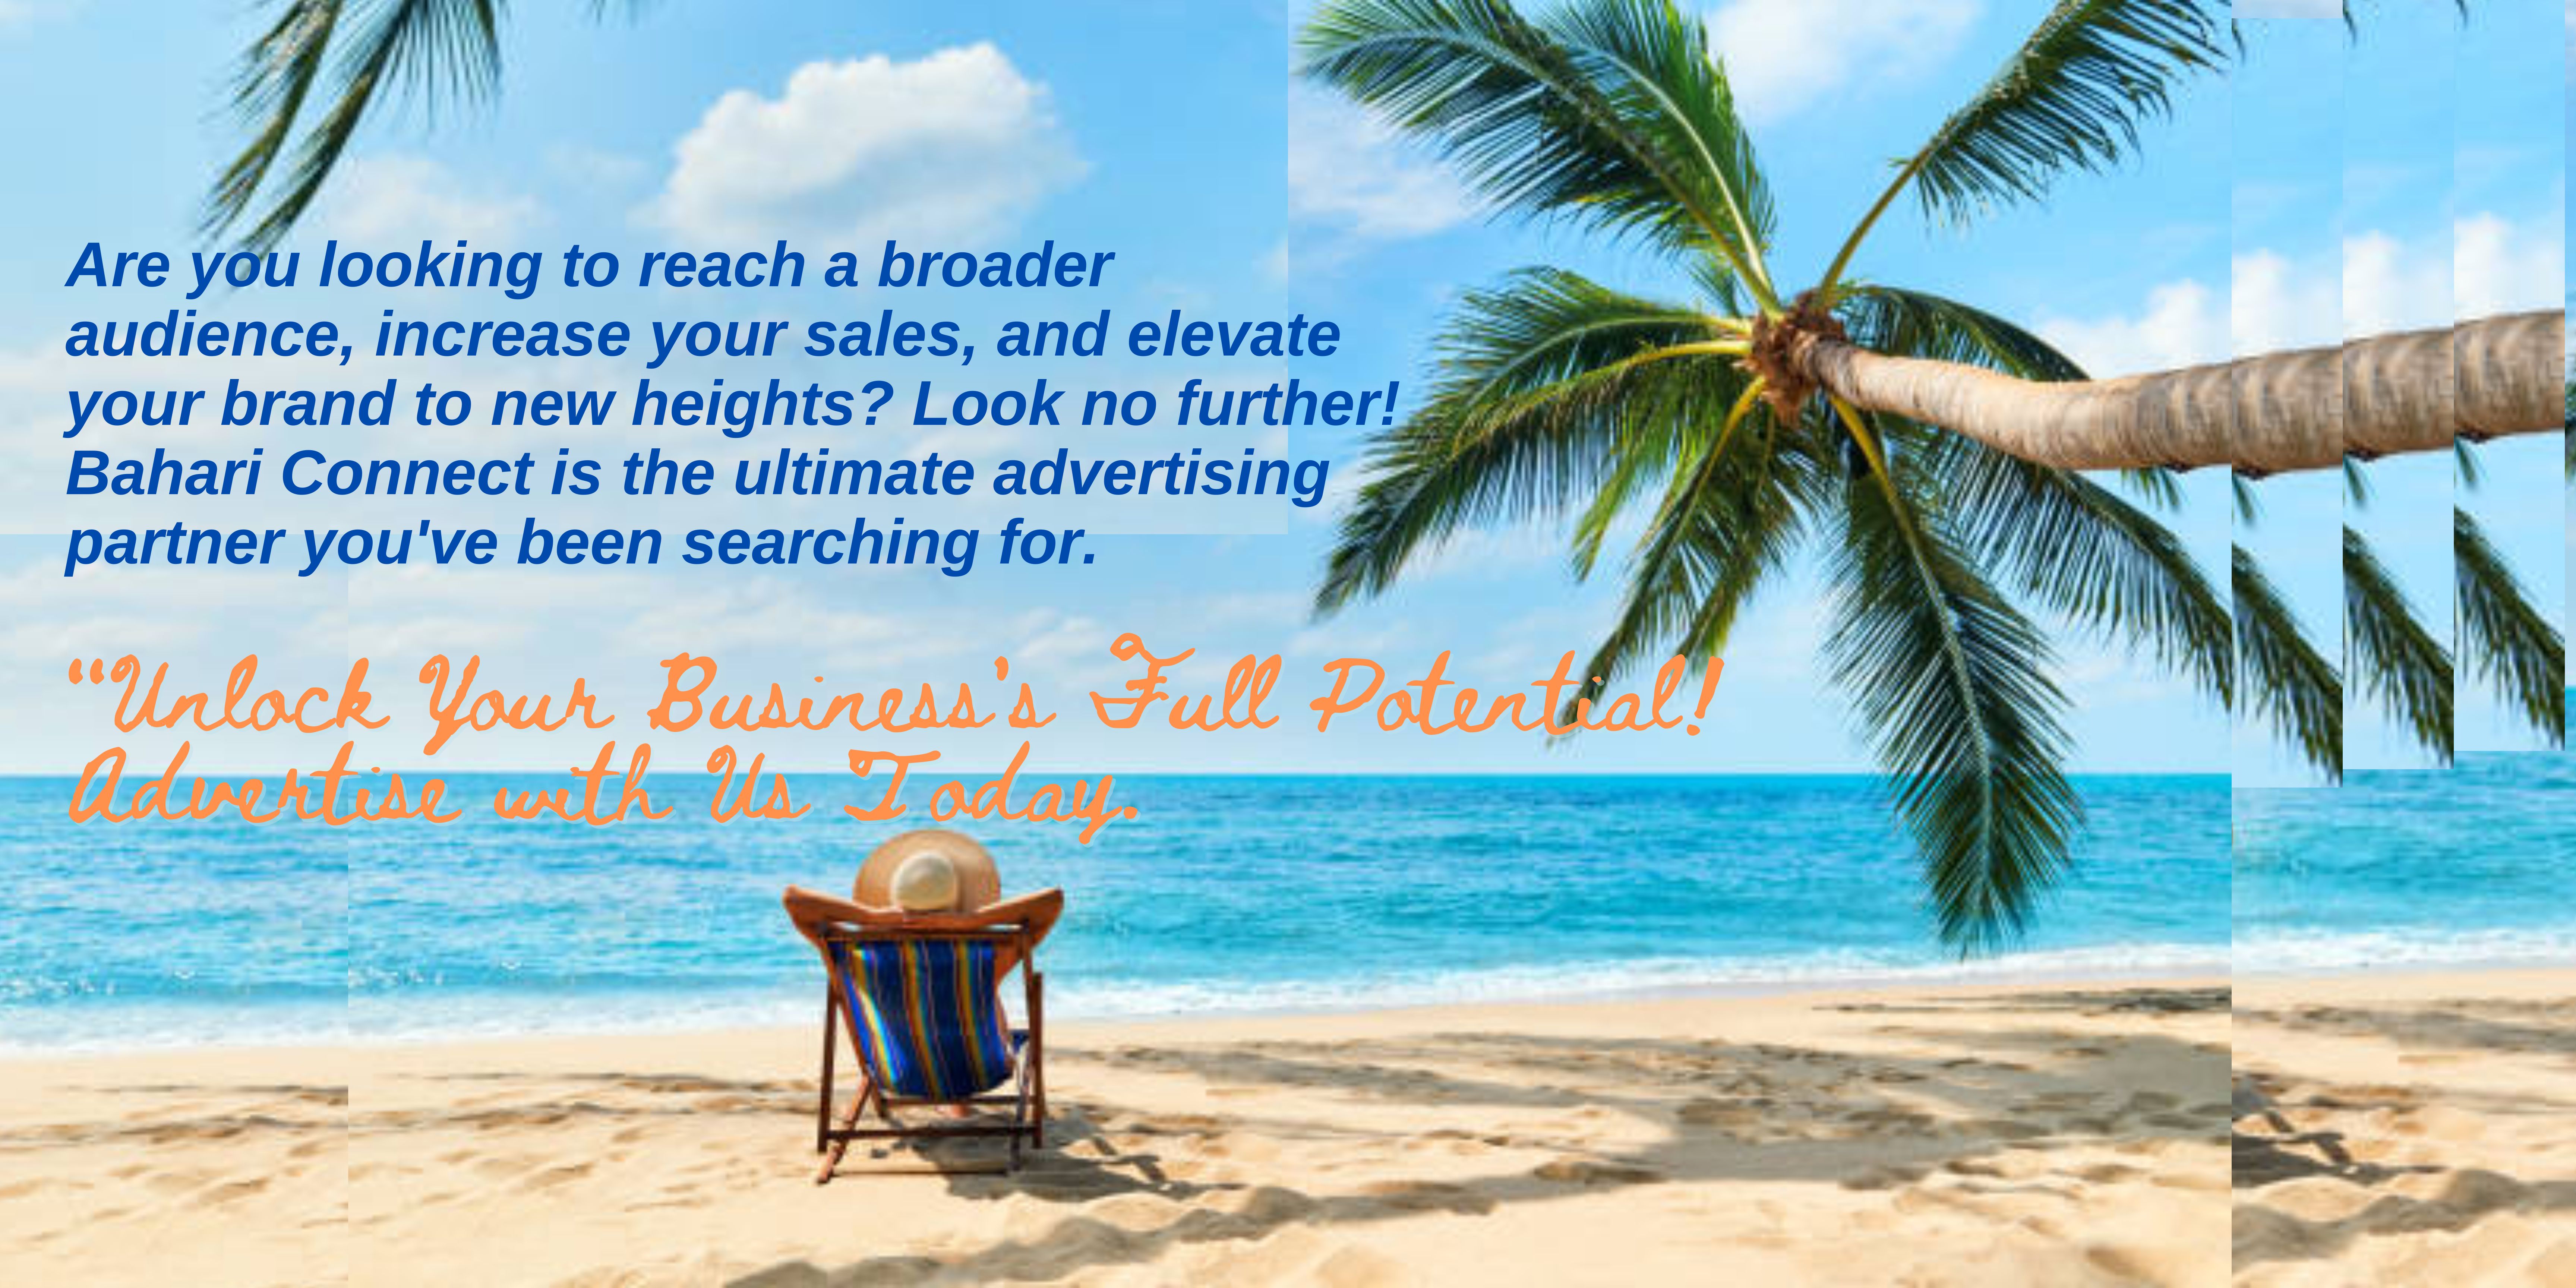 Are you looking to reach a broader
audience, increase your sales, and elevate
your brand to new heights? Look no further!
Bahari Connect is the ultimate advertising
partner you've been searching for.
“Unlock Your Business's Full Potential!
Advertise with Us Today.